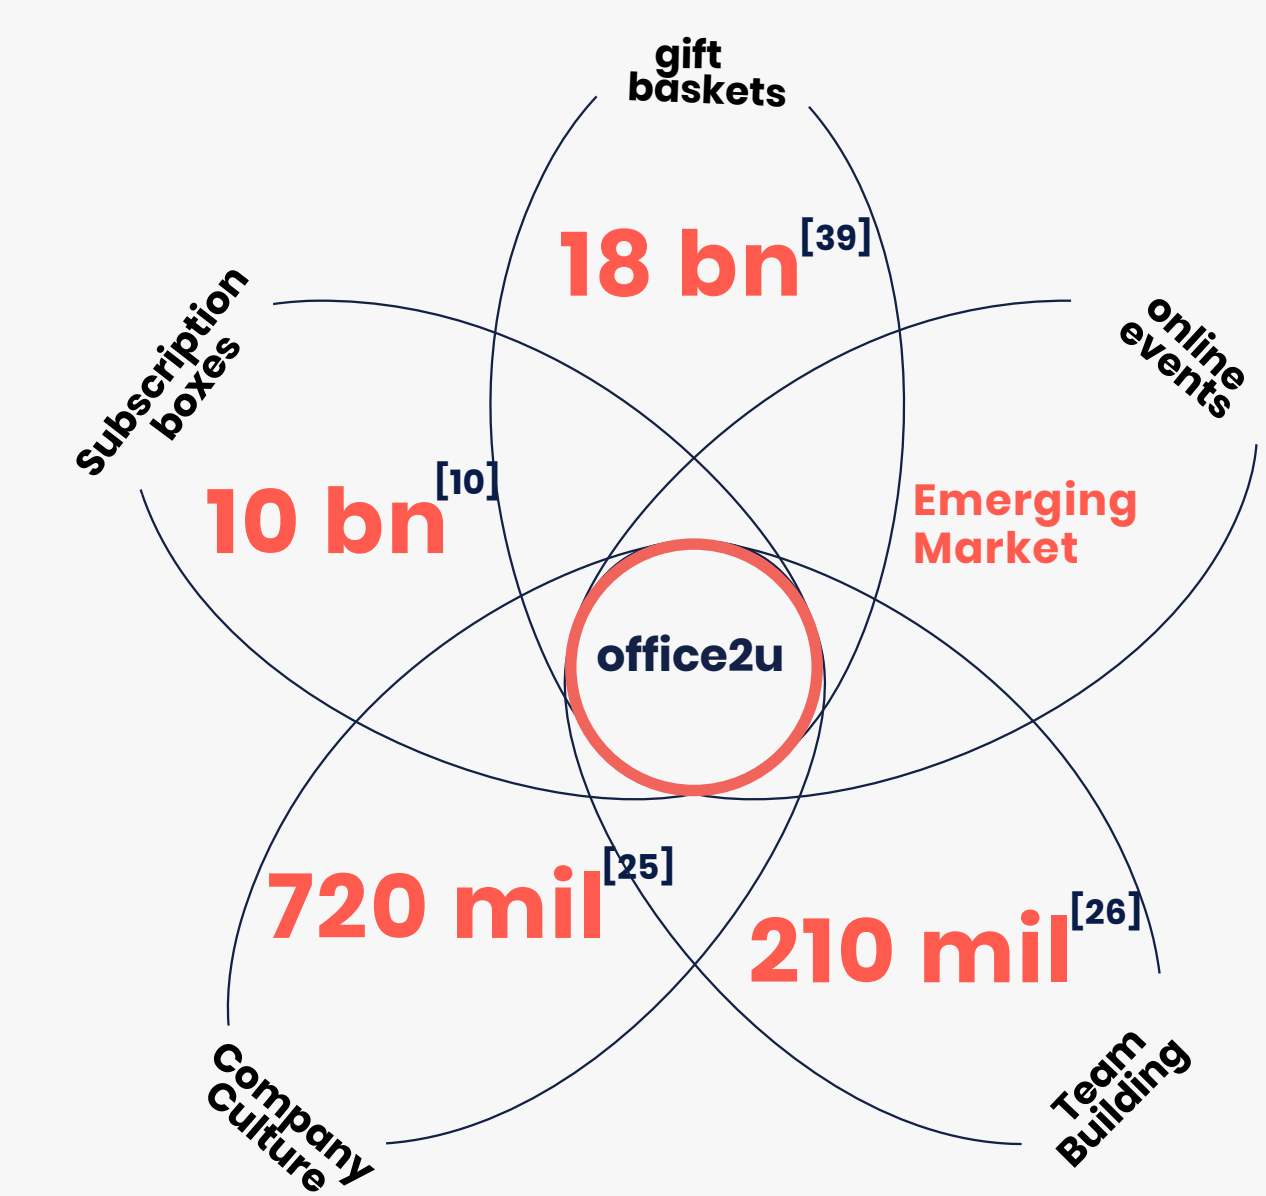 gift
baskets
18 bn[39]
Subscription
boxes
online
events
10 bn[10]
Emerging
Market
office2u
720 mil[25]
210 mil[26]
Company
Culture
Team
Building